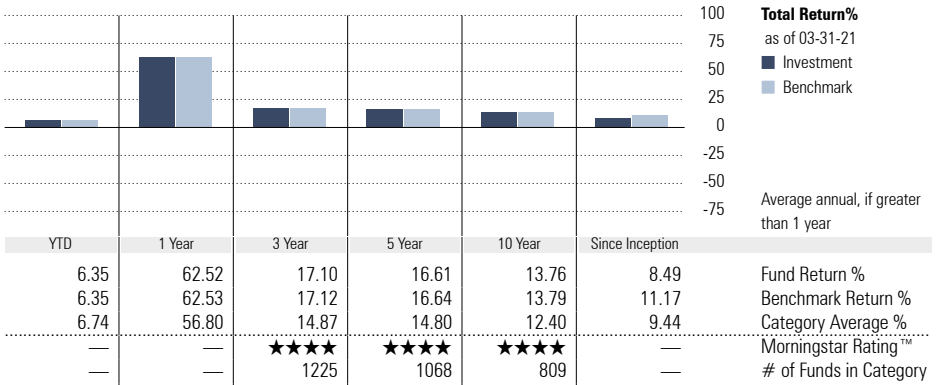 100
75
50
25
0
-25
-50
-75
Total Return%
as of 03-31-21
Investment
Benchmark
Average annual, if greater
than 1 year
YTD 1 Year 3 Year 5 Year 10 Year Since Inception
6.35 62.52 17.10 16.61 13.76 8.49 Fund Return %
6.35 62.53 17.12 16.64 13.79 11.17 Benchmark Return %
6.74 56.80 14.87 14.80 12.40 9.44 Category Average %
— — ★★★★ ★★★★ ★★★★ — Morningstar Rating™
— — 1225 1068 809 — # of Funds in Category